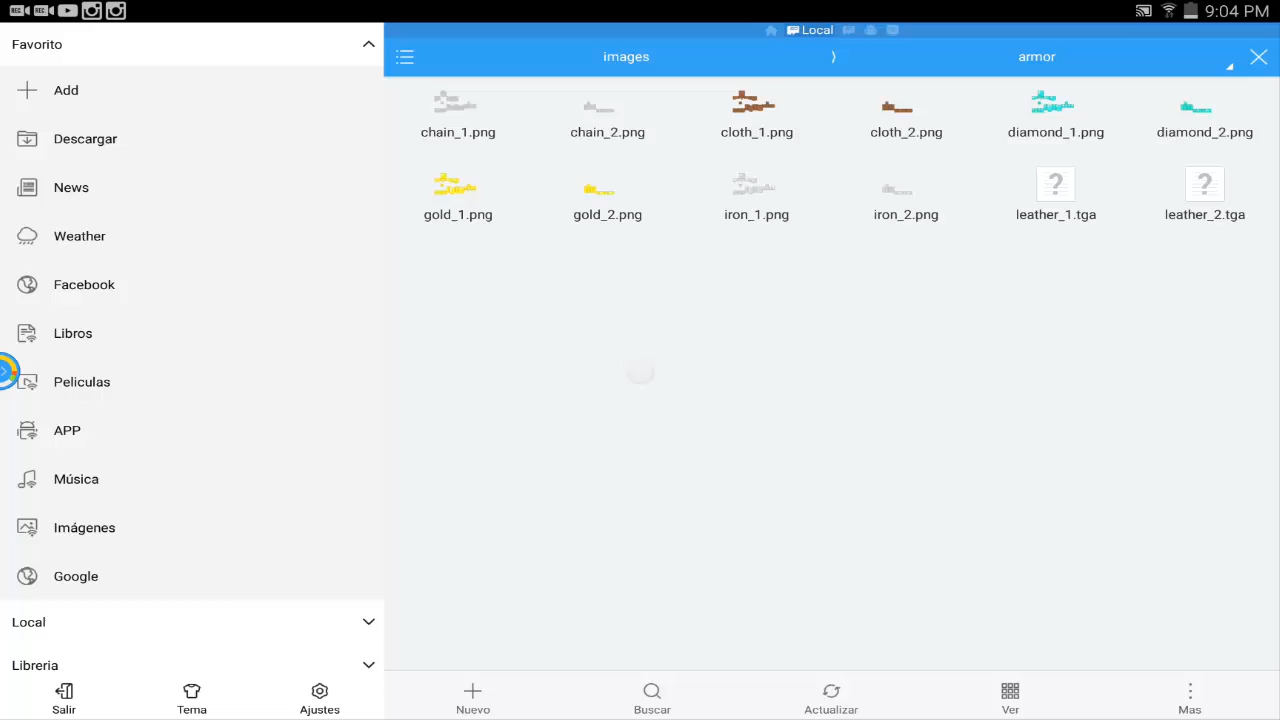 REC REC 9:04 PM
Favorito
Add
Descargar
News
Weather
Facebook
Libros
Peliculas
APP
Música
Imágenes
Google
Local
Libreria
Salir Tema Ajustes
Local
images ⟩ armor
chain_1.png chain_2.png cloth_1.png cloth_2.png diamond_1.png diamond_2.png
gold_1.png gold_2.png iron_1.png iron_2.png leather_1.tga leather_2.tga
Nuevo Buscar Actualizar Ver Mas